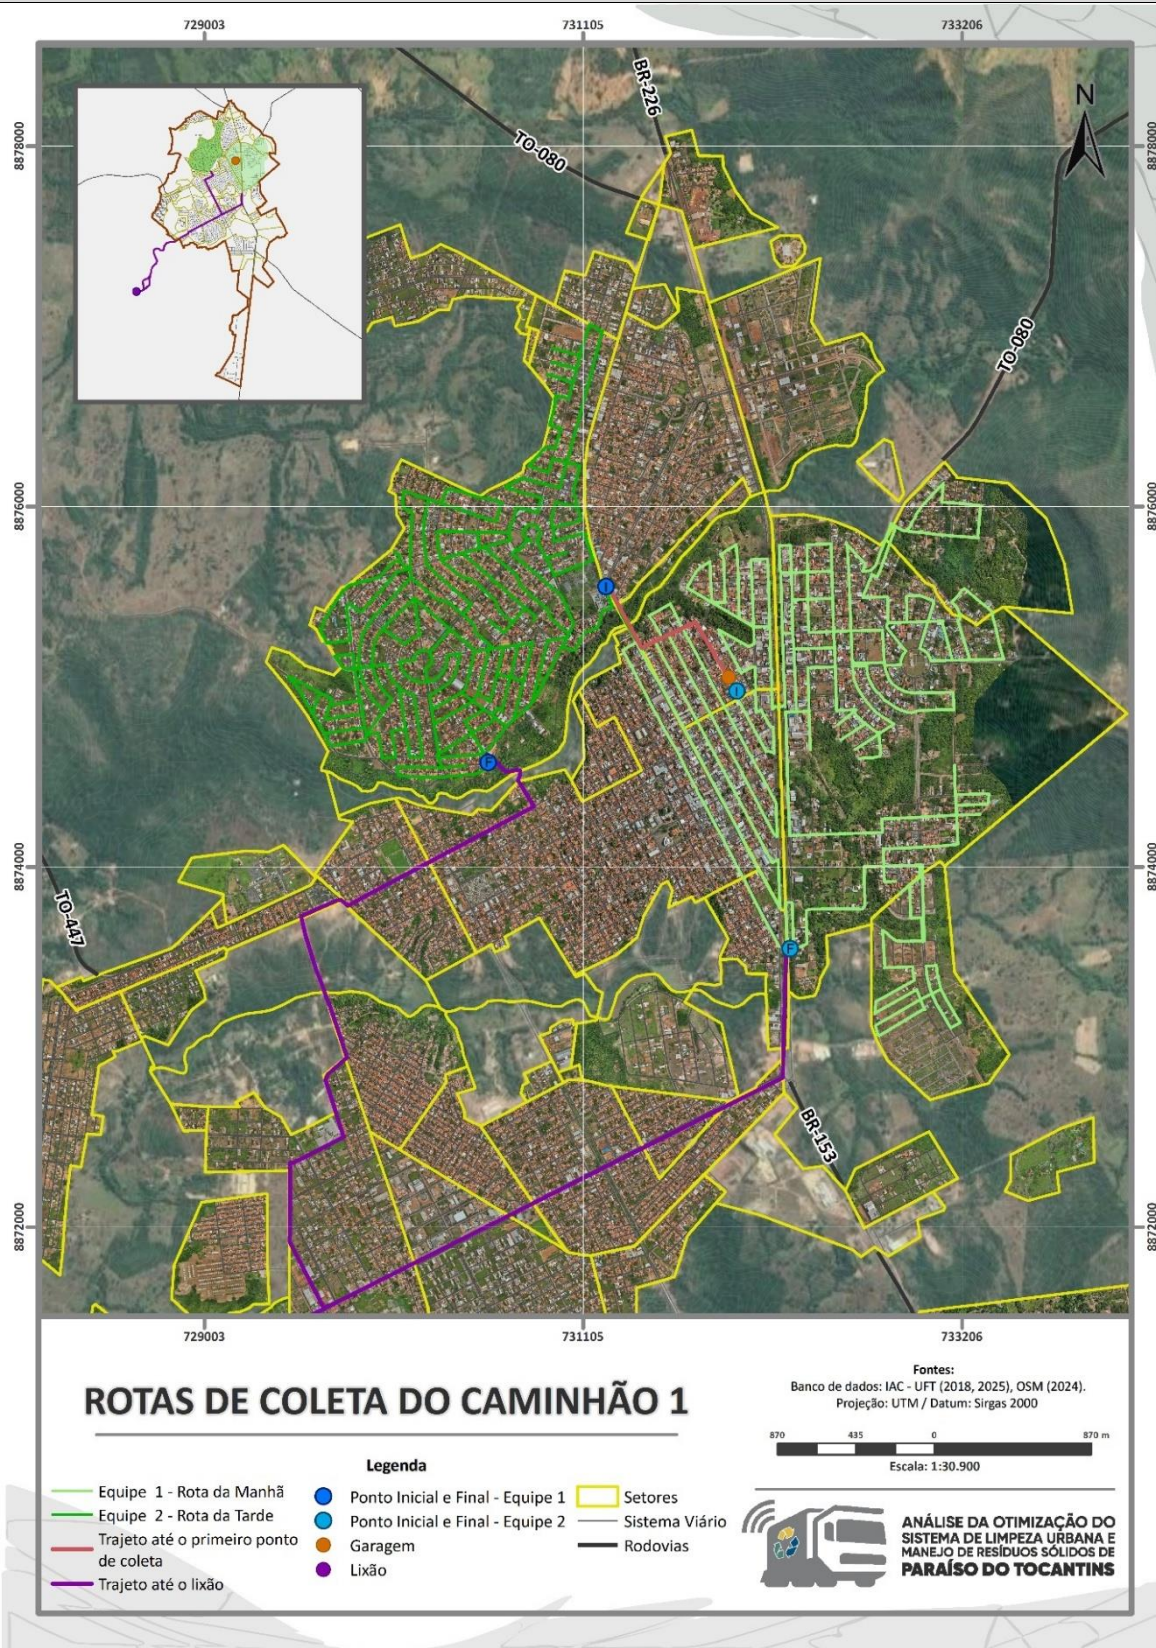 729003
731105
733206
BR-226
N
TO-080
8878000
8878000
TO-080
8876000
8876000
I
I
F
8874000
8874000
TO-447
F
BR-153
8872000
8872000
729003
731105
733206
ROTAS DE COLETA DO CAMINHÃO 1
Fontes:
Banco de dados: IAC - UFT (2018, 2025), OSM (2024).
Projeção: UTM / Datum: Sirgas 2000
870 435 0 870 m
Escala: 1:30.900
Legenda
Equipe 1 - Rota da Manhã
Equipe 2 - Rota da Tarde
Trajeto até o primeiro ponto
de coleta
Trajeto até o lixão
Ponto Inicial e Final - Equipe 1
Ponto Inicial e Final - Equipe 2
Garagem
Lixão
Setores
Sistema Viário
Rodovias
ANÁLISE DA OTIMIZAÇÃO DO
SISTEMA DE LIMPEZA URBANA E
MANEJO DE RESÍDUOS SÓLIDOS DE
PARAÍSO DO TOCANTINS